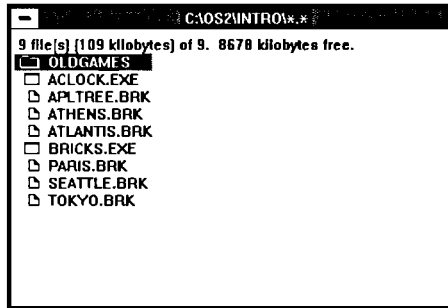 C:\OS2\INTRO\*.*
9 file[s] [109 kilobytes] of 9. 8678 kilobytes free.
OLDGAMES
ACLOCK.EXE
APLTREE.BRK
ATHENS.BRK
ATLANTIS.BRK
BRICKS.EXE
PARIS.BRK
SEATTLE.BRK
TOKYO.BRK